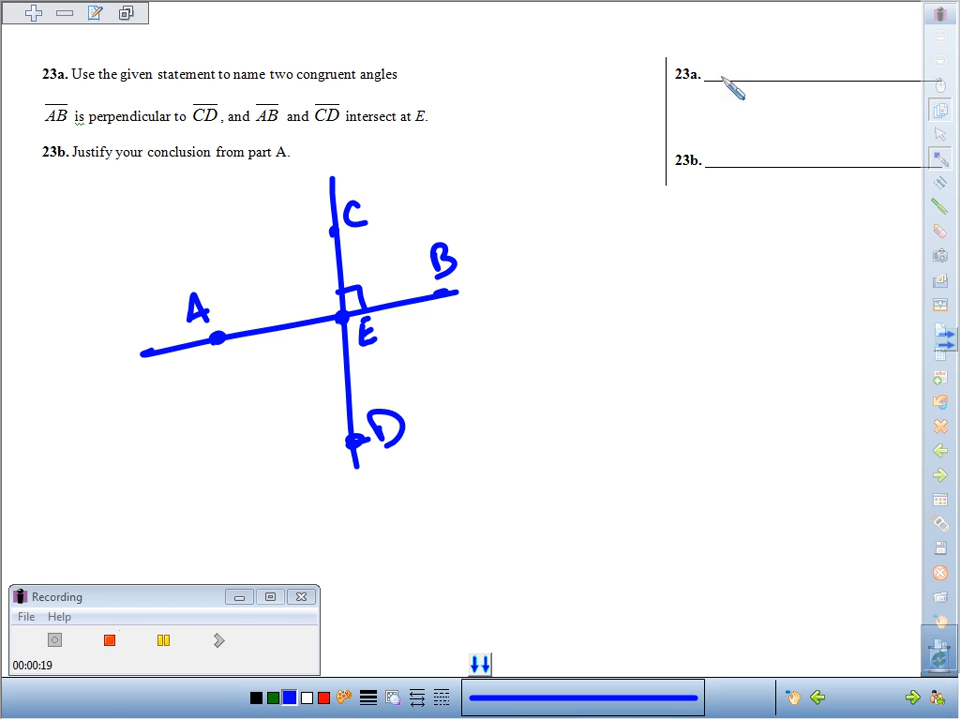 23a. Use the given statement to name two congruent angles
AB is perpendicular to CD, and AB and CD intersect at E.
23b. Justify your conclusion from part A.
23a.
23b.
C
B
A
E
D
Recording
File Help
00:00:19